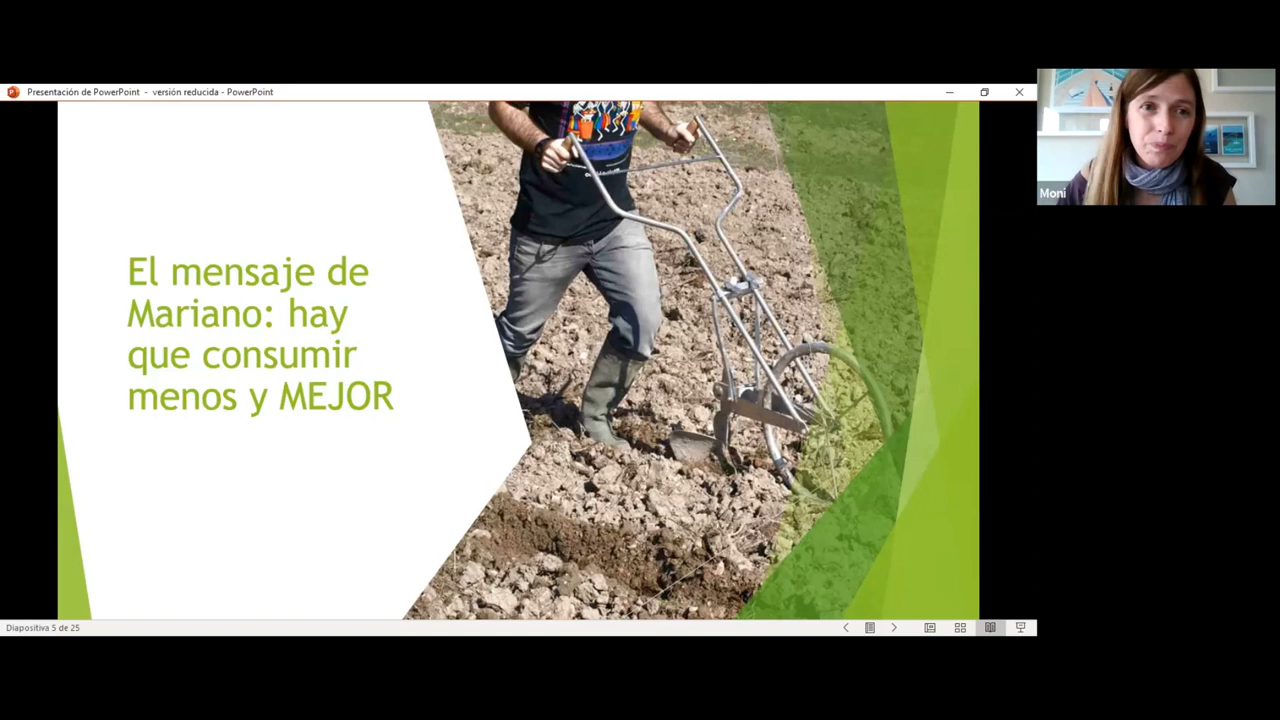 Presentación de PowerPoint - versión reducida - PowerPoint
Moni
El mensaje de
Mariano: hay
que consumir
menos y MEJOR
Diapositiva 5 de 25